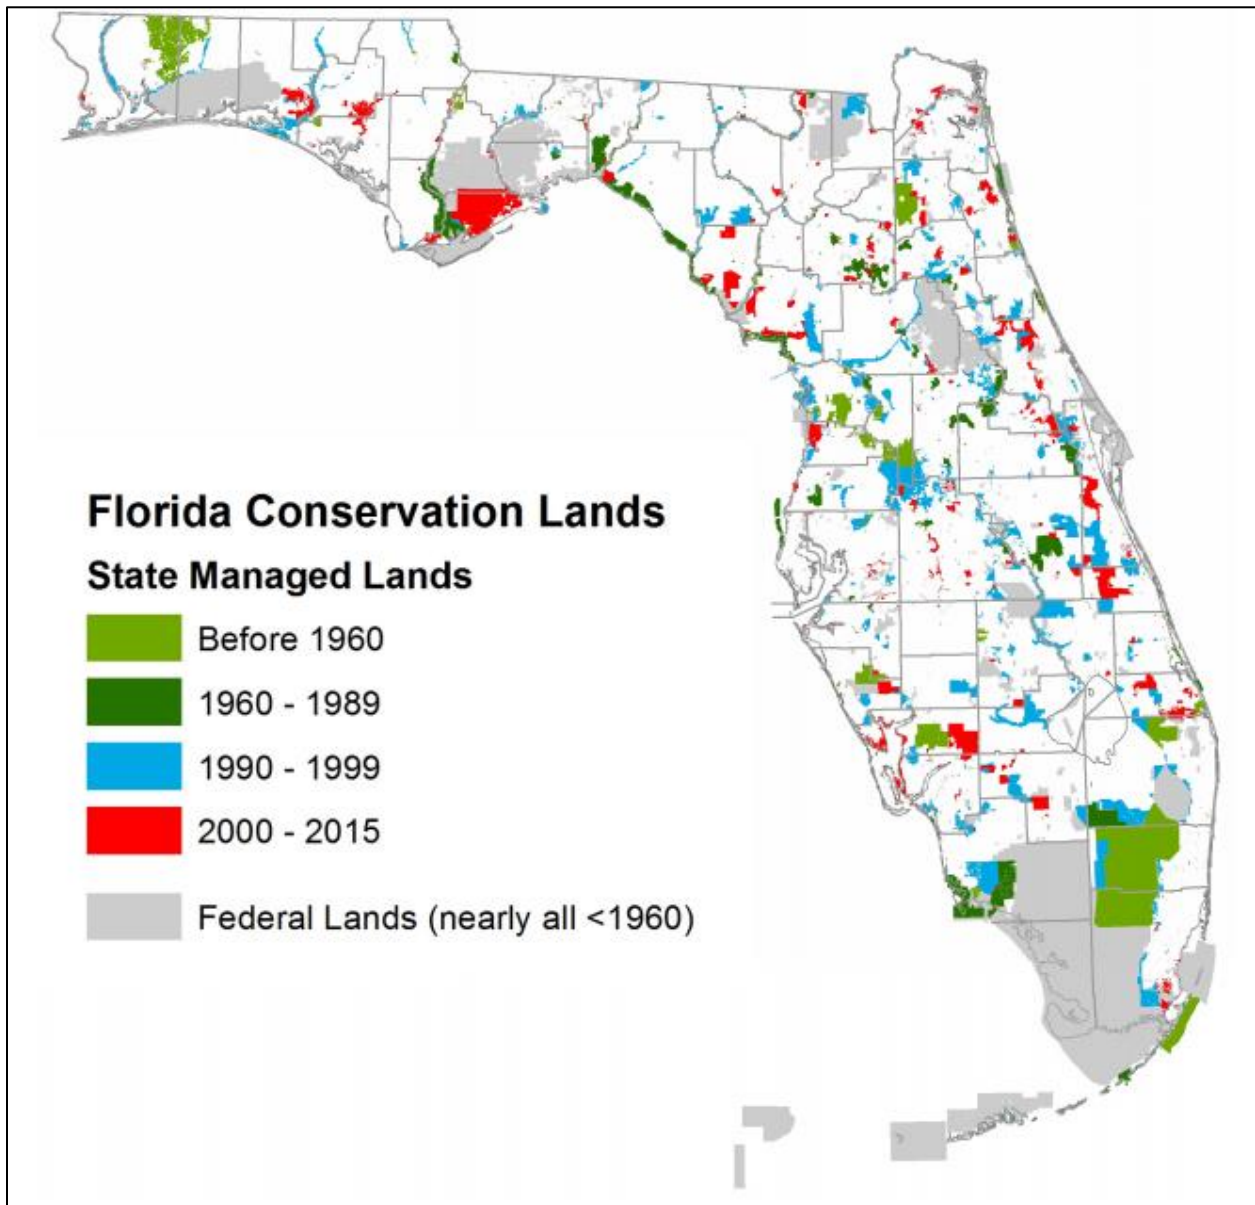 Florida Conservation Lands
State Managed Lands
Before 1960
1960 - 1989
1990 - 1999
2000 - 2015
Federal Lands (nearly all <1960)